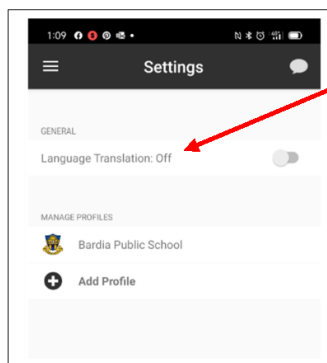 1:09
Settings
GENERAL
Language Translation: Off
MANAGE PROFILES
Bardia Public School
Add Profile